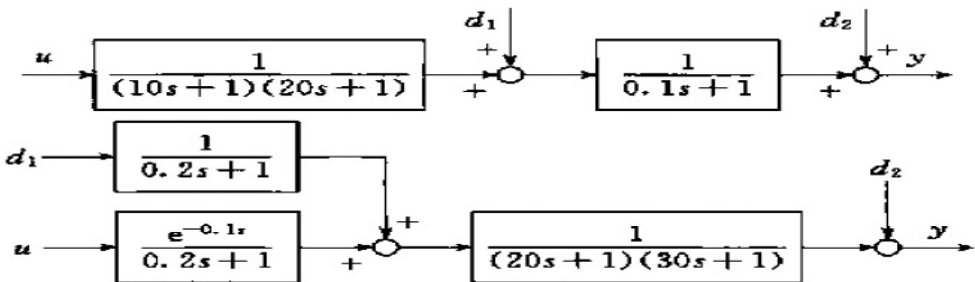 d₁ d₂
u 1/((10s+1)(20s+1)) + + 1/(0.1s+1) + + y
d₁ 1/(0.2s+1)
d₂
u e^{-0.1s}/(0.2s+1) + + 1/((20s+1)(30s+1)) y